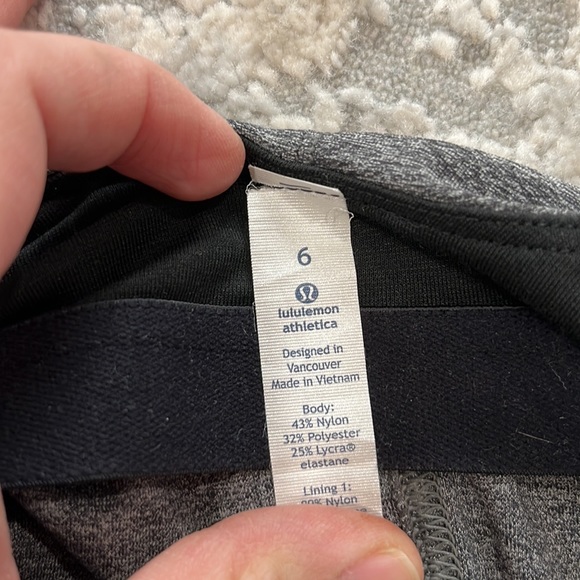 6
lululemon
athletica
Designed in
Vancouver
Made in Vietnam
Body:
43% Nylon
32% Polyester
25% Lycra®
elastane
Lining 1:
Nylon